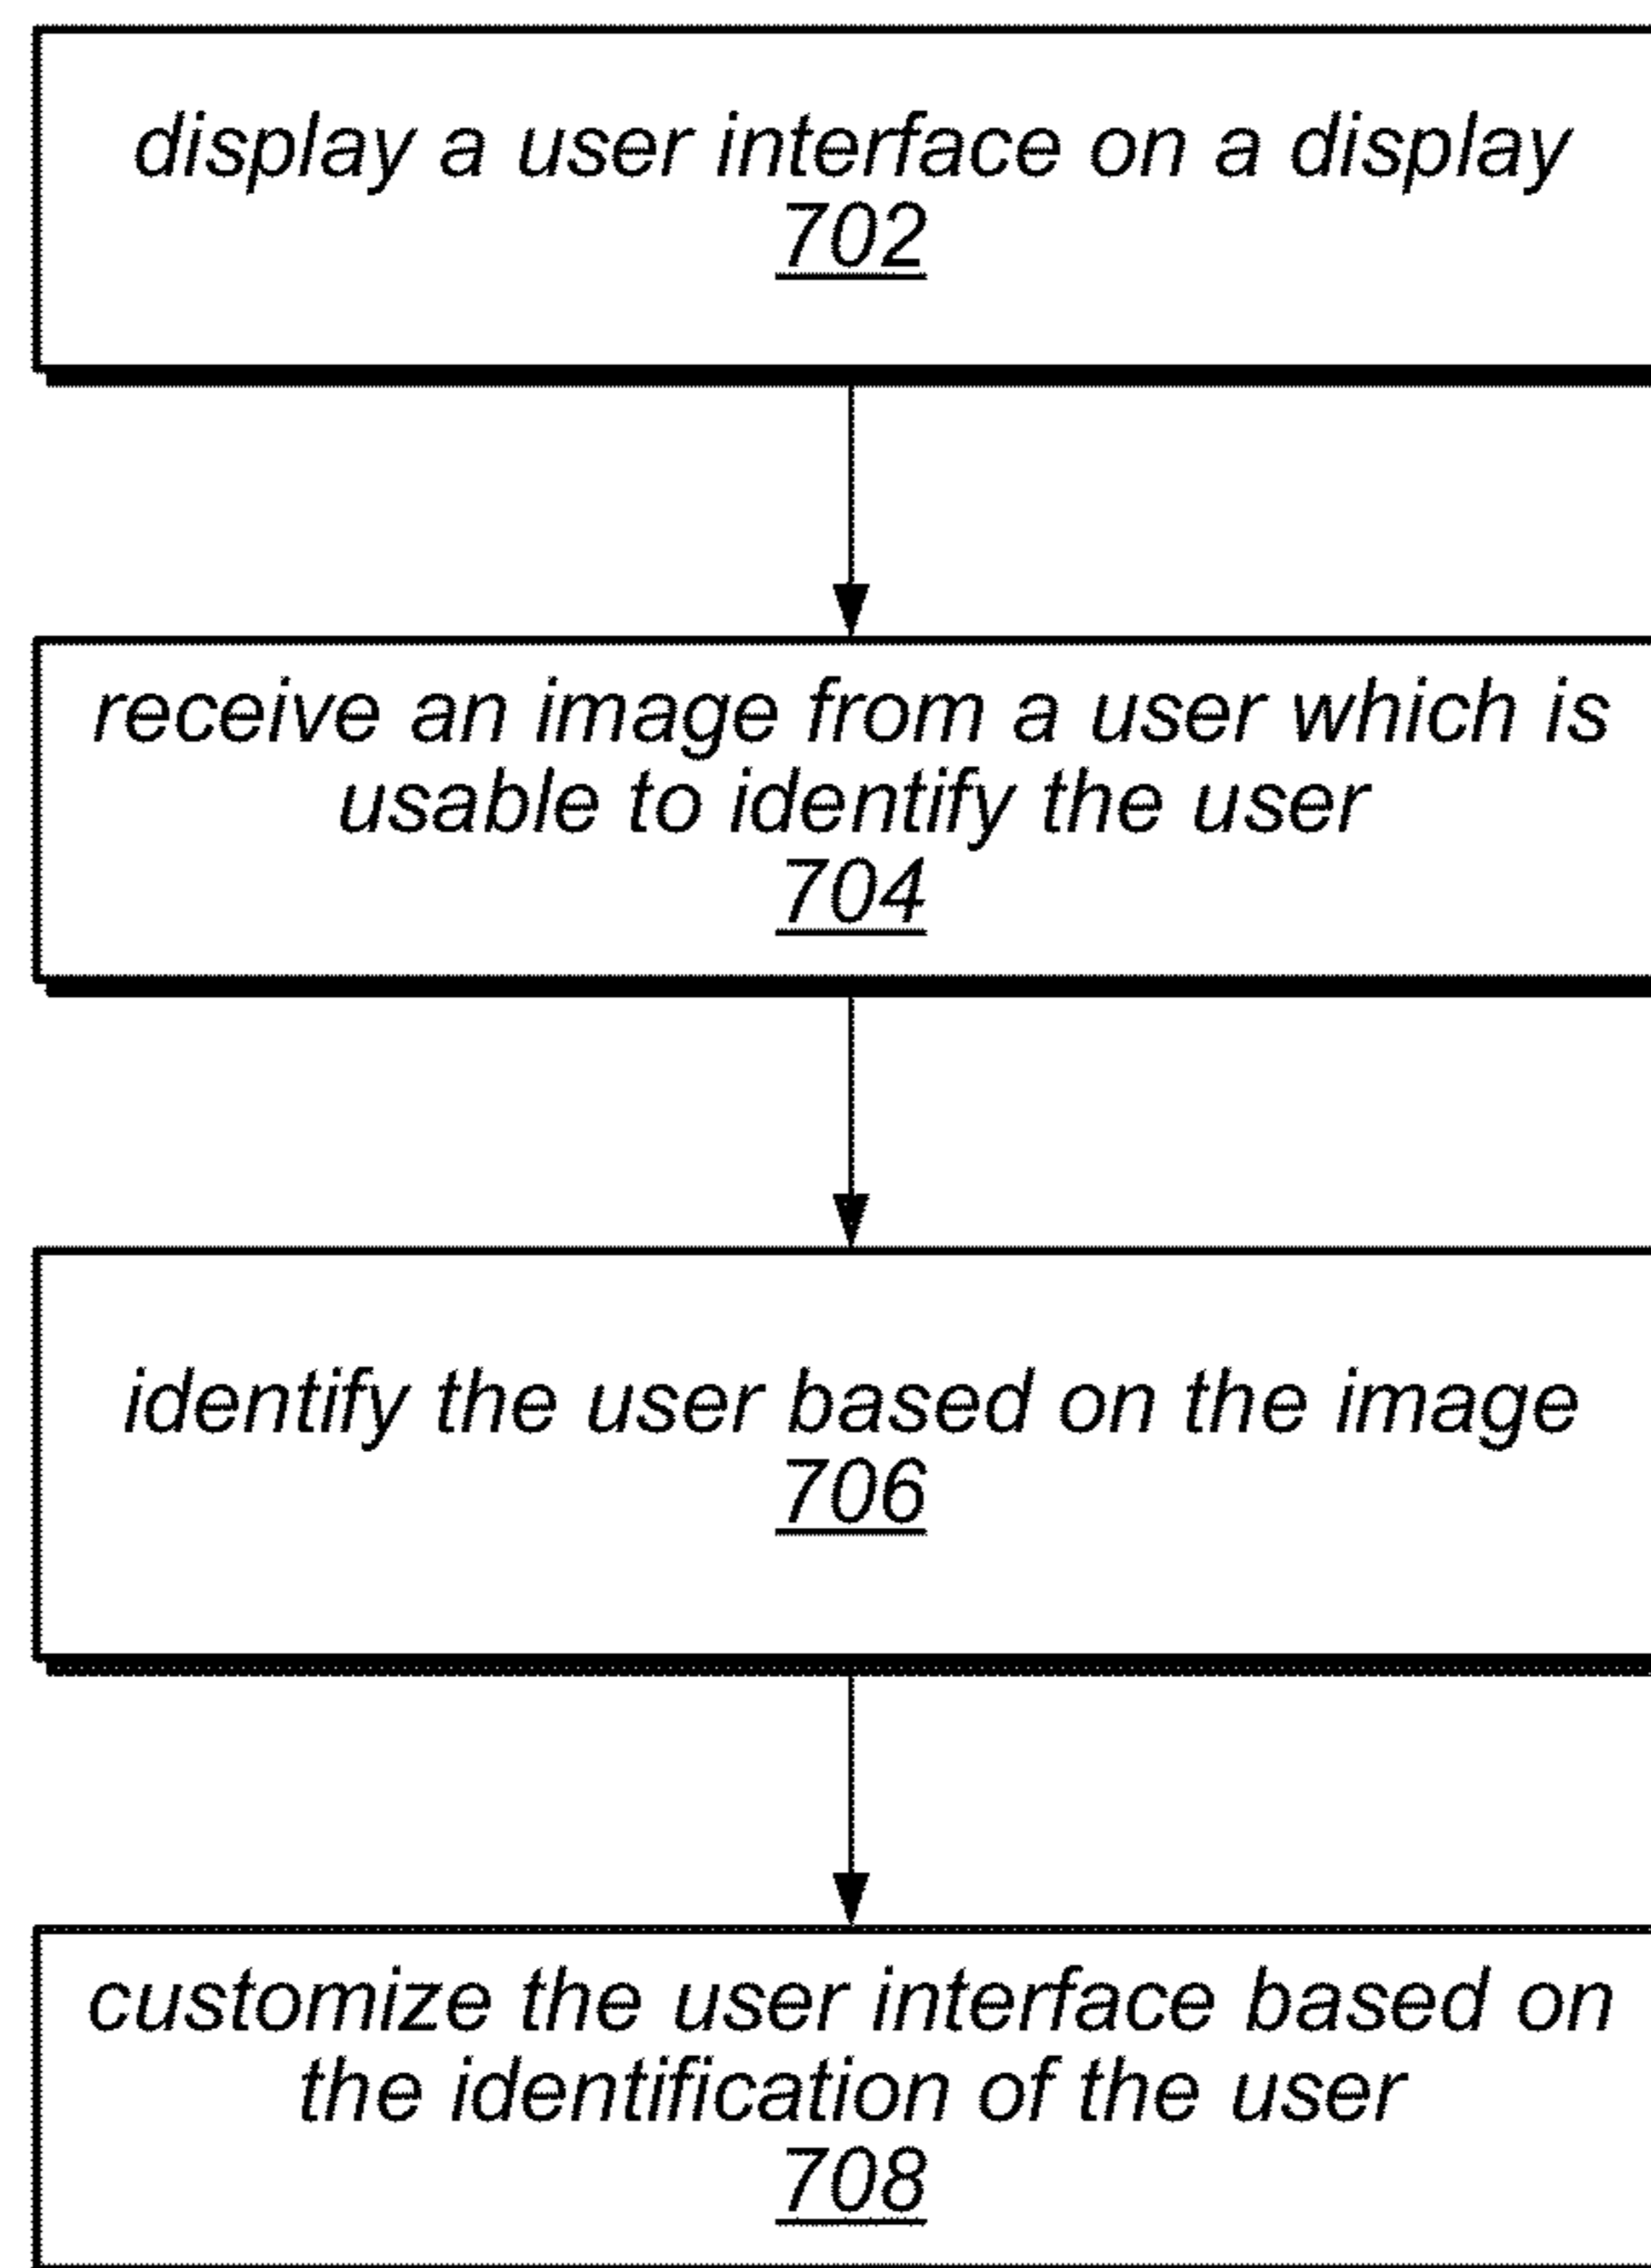 display a user interface on a display
702
receive an image from a user which is
usable to identify the user
704
identify the user based on the image
706
customize the user interface based on
the identification of the user
708